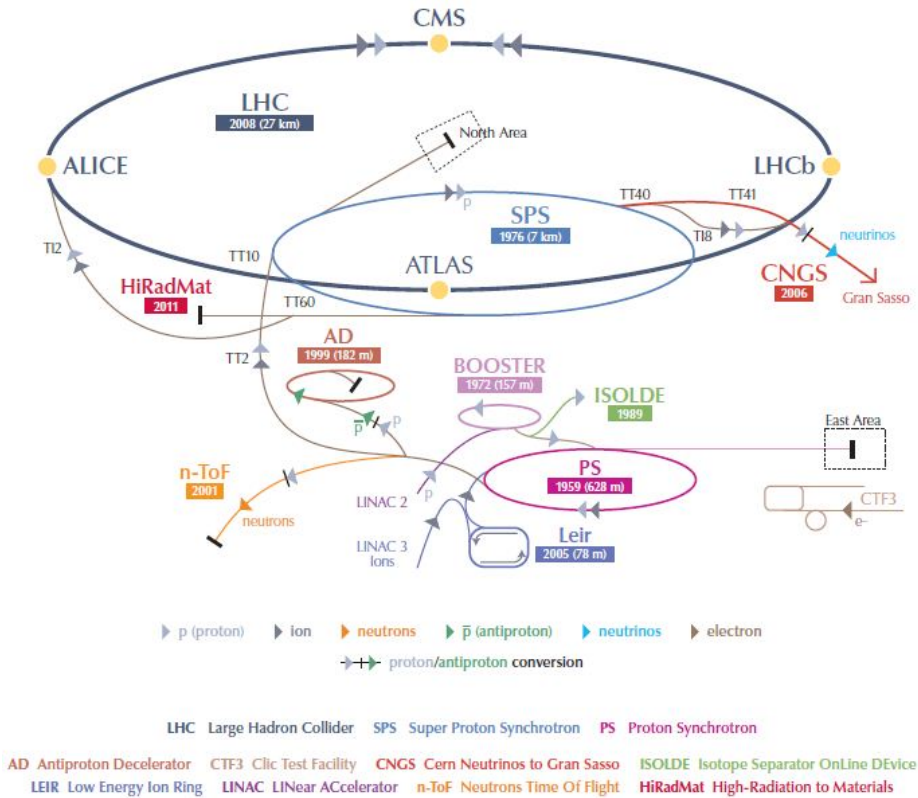 CMS
LHC
2008 (27 km)
North Area
ALICE
LHCb
TT40
TT41
p
SPS
1976 (7 km)
TI8
neutrinos
TI2
TT10
ATLAS
CNGS
2006
Gran Sasso
HiRadMat
2011
TT60
AD
1999 (182 m)
TT2
BOOSTER
1972 (157 m)
ISOLDE
1989
p̅
p
East Area
n-ToF
2001
PS
1959 (628 m)
LINAC 2
p
neutrons
CTF3
e-
LINAC 3
Ions
Leir
2005 (78 m)
p (proton) ion neutrons p̅ (antiproton) neutrinos electron
proton/antiproton conversion
LHC Large Hadron Collider SPS Super Proton Synchrotron PS Proton Synchrotron
AD Antiproton Decelerator CTF3 Clic Test Facility CNGS Cern Neutrinos to Gran Sasso ISOLDE Isotope Separator OnLine DEvice
LEIR Low Energy Ion Ring LINAC LINear ACcelerator n-ToF Neutrons Time Of Flight HiRadMat High-Radiation to Materials